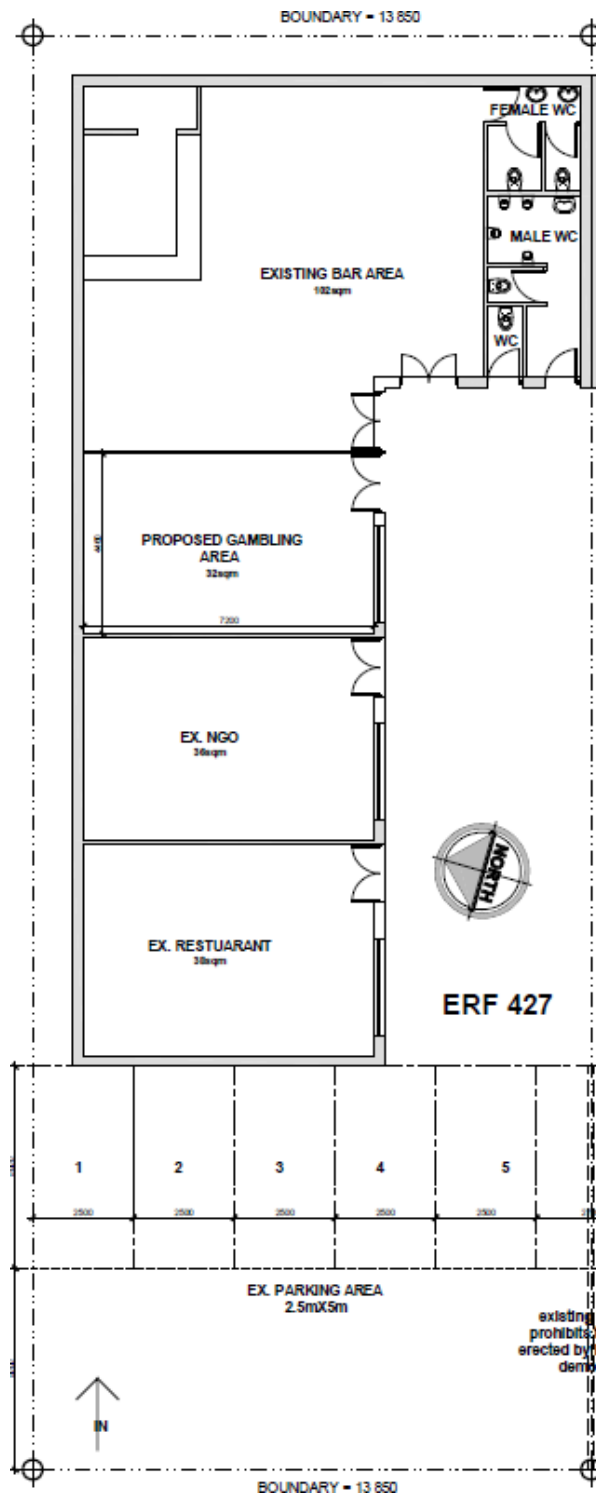 BOUNDARY = 13 850
FEMALE WC
MALE WC
EXISTING BAR AREA
102sqm
WC
PROPOSED GAMBLING
AREA
32sqm
7200
EX. NGO
36sqm
NORTH
EX. RESTUARANT
38sqm
ERF 427
1 2 3 4 5
2500 2500 2500 2500 2500
EX. PARKING AREA
2.5mX5m
existing
prohibits
erected by
demo
IN
BOUNDARY = 13 850